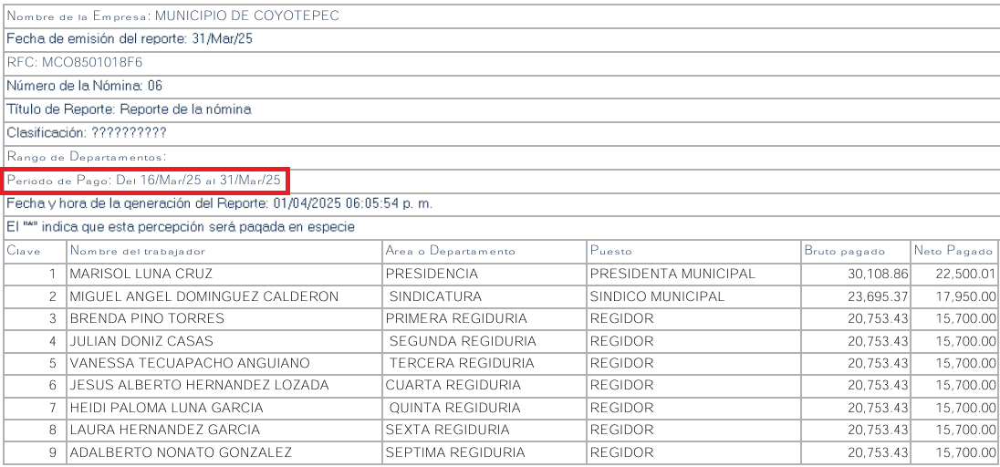 Nombre de la Empresa: MUNICIPIO DE COYOTEPEC
Fecha de emisión del reporte: 31/Mar/25
RFC: MCO8501018F6
Número de la Nómina: 06
Título de Reporte: Reporte de la nómina
Clasificación: ??????????
Rango de Departamentos:
Periodo de Pago: Del 16/Mar/25 al 31/Mar/25
Fecha y hora de la generación del Reporte: 01/04/2025 06:05:54 p. m.
El "*" indica que esta percepción será pagada en especie
Clave Nombre del trabajador Area o Departamento Puesto Bruto pagado Neto Pagado
1 MARISOL LUNA CRUZ PRESIDENCIA PRESIDENTA MUNICIPAL 30,108.86 22,500.01
2 MIGUEL ANGEL DOMINGUEZ CALDERON SINDICATURA SINDICO MUNICIPAL 23,695.37 17,950.00
3 BRENDA PINO TORRES PRIMERA REGIDURIA REGIDOR 20,753.43 15,700.00
4 JULIAN DONIZ CASAS SEGUNDA REGIDURIA REGIDOR 20,753.43 15,700.00
5 VANESSA TECUAPACHO ANGUIANO TERCERA REGIDURIA REGIDOR 20,753.43 15,700.00
6 JESUS ALBERTO HERNANDEZ LOZADA CUARTA REGIDURIA REGIDOR 20,753.43 15,700.00
7 HEIDI PALOMA LUNA GARCIA QUINTA REGIDURIA REGIDOR 20,753.43 15,700.00
8 LAURA HERNANDEZ GARCIA SEXTA REGIDURIA REGIDOR 20,753.43 15,700.00
9 ADALBERTO NONATO GONZALEZ SEPTIMA REGIDURIA REGIDOR 20,753.43 15,700.00